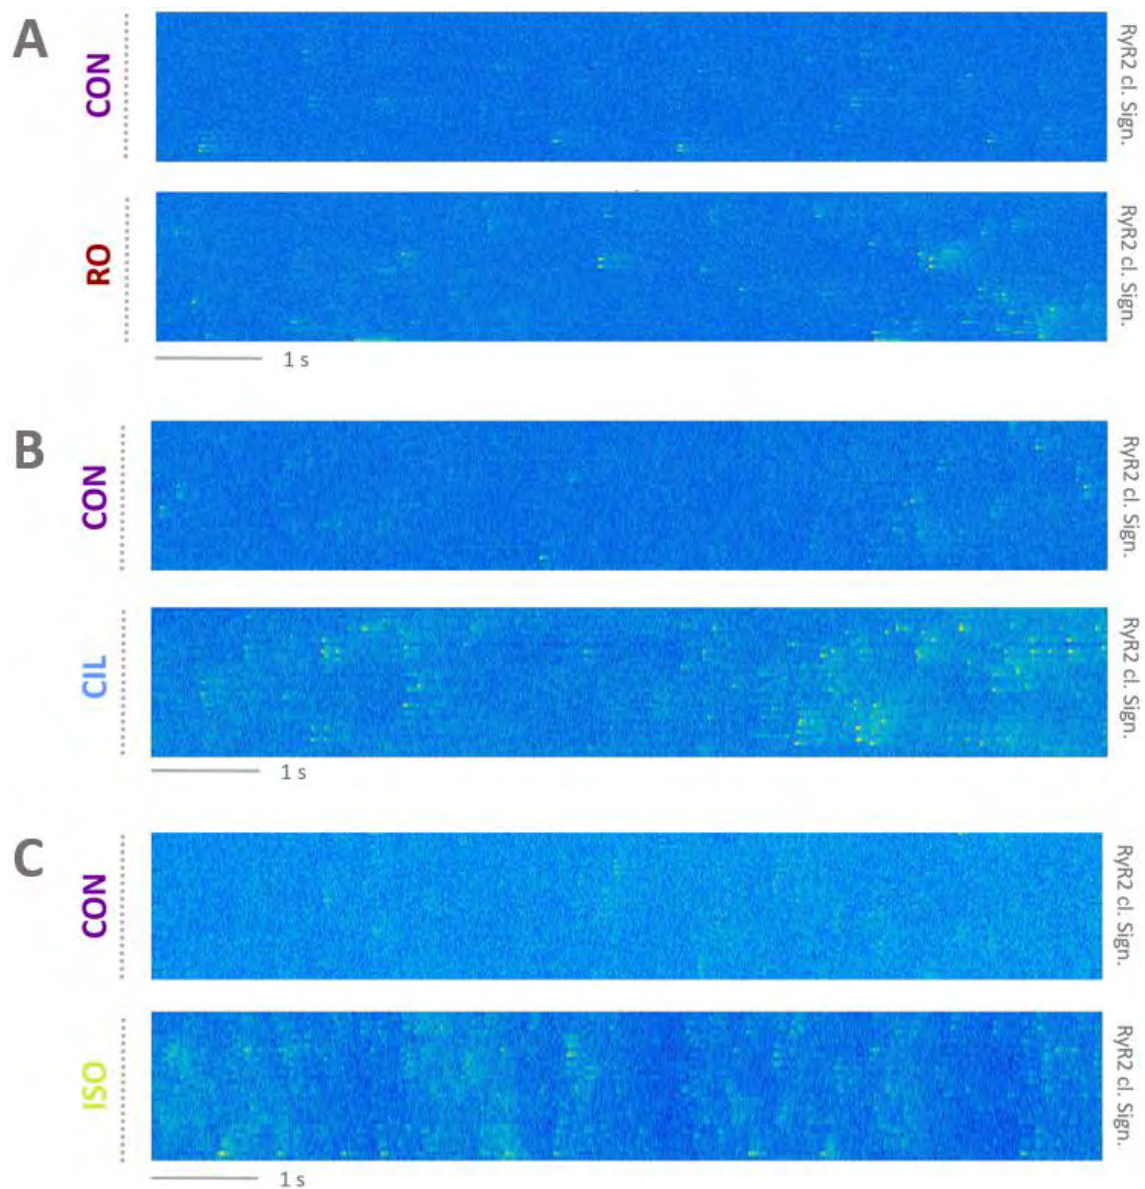 A
CON
RyR2 cl. Sign.
RO
RyR2 cl. Sign.
1 s
B
CON
RyR2 cl. Sign.
CIL
RyR2 cl. Sign.
1 s
C
CON
RyR2 cl. Sign.
ISO
RyR2 cl. Sign.
1 s